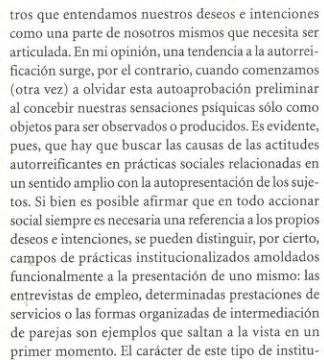 tros que entendamos nuestros deseos e intenciones
como una parte de nosotros mismos que necesita ser
articulada. En mi opinión, una tendencia a la autorrei-
ficación surge, por el contrario, cuando comenzamos
(otra vez) a olvidar esta autoaprobación preliminar
al concebir nuestras sensaciones psíquicas sólo como
objetos para ser observados o producidos. Es evidente,
pues, que hay que buscar las causas de las actitudes
autorreificantes en prácticas sociales relacionadas en
un sentido amplio con la autopresentación de los suje-
tos. Si bien es posible afirmar que en todo accionar
social siempre es necesaria una referencia a los propios
deseos e intenciones, se pueden distinguir, por cierto,
campos de prácticas institucionalizados amoldados
funcionalmente a la presentación de uno mismo: las
entrevistas de empleo, determinadas prestaciones de
servicios o las formas organizadas de intermediación
de parejas son ejemplos que saltan a la vista en un
primer momento. El carácter de este tipo de institu-